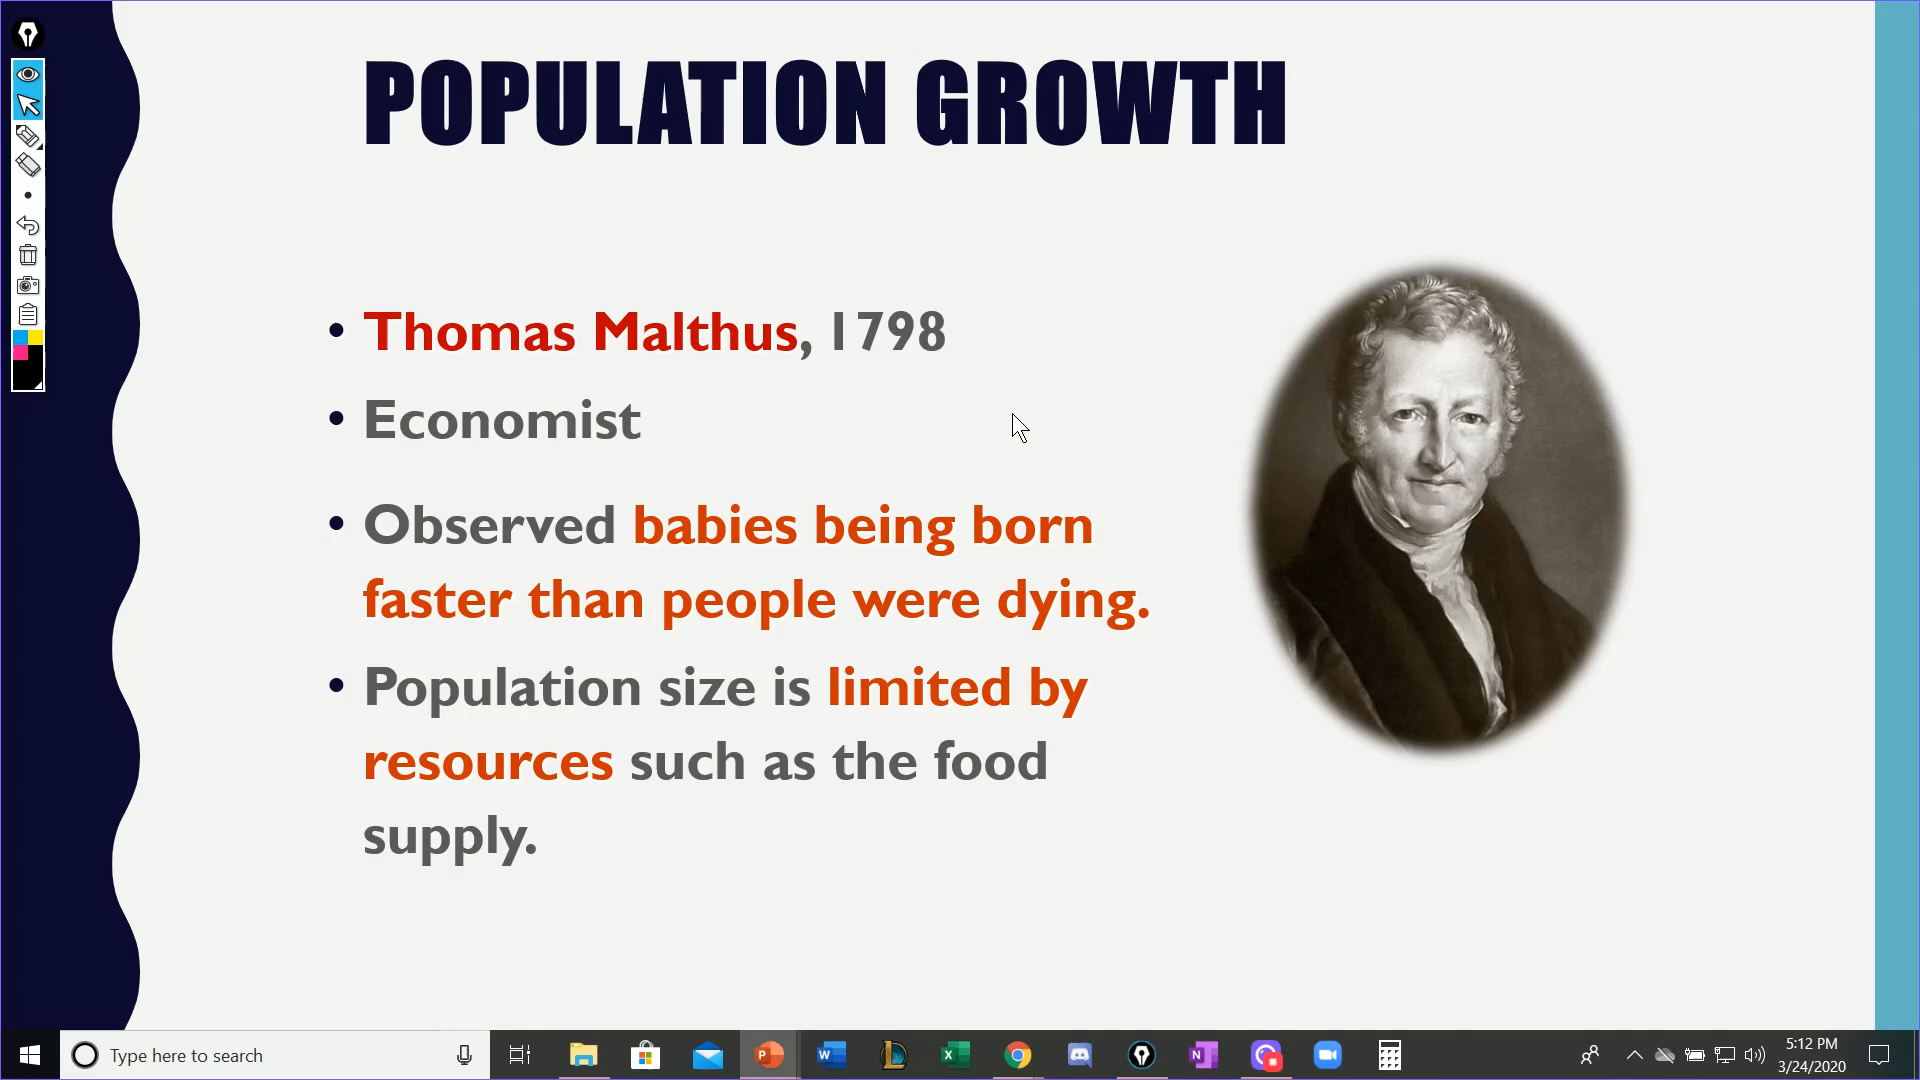 POPULATION GROWTH
• Thomas Malthus, 1798
• Economist
• Observed babies being born
faster than people were dying.
• Population size is limited by
resources such as the food
supply.
Type here to search
5:12 PM
3/24/2020